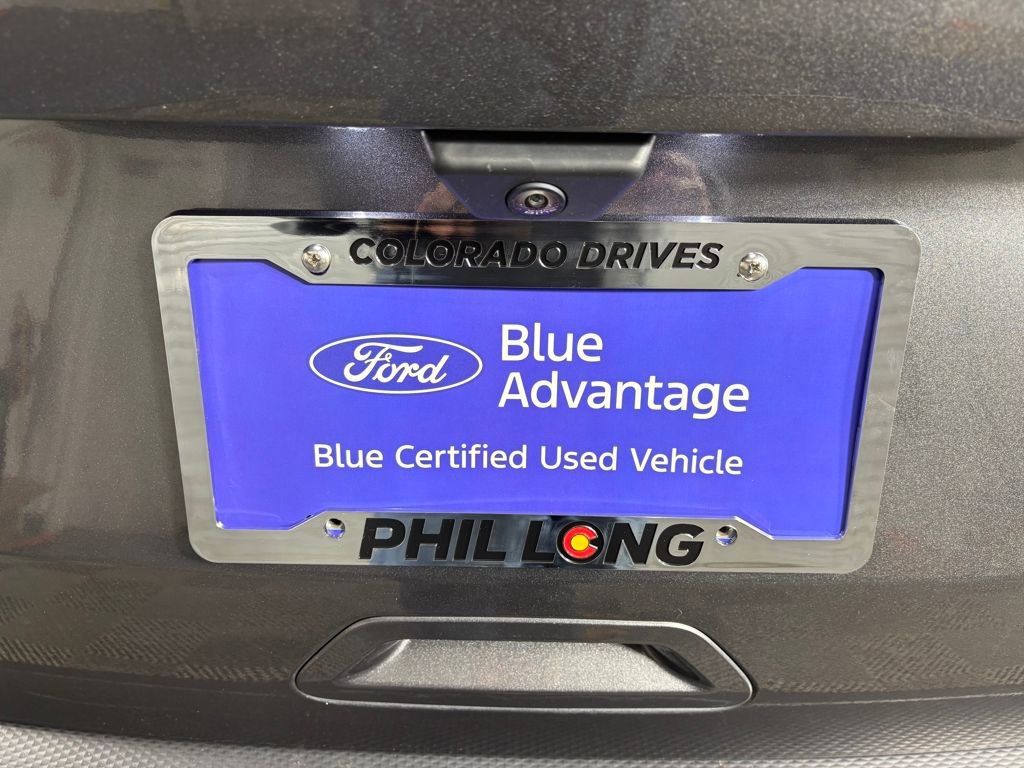 COLORADO DRIVES
Ford
Blue
Advantage
Blue Certified Used Vehicle
PHIL LONG